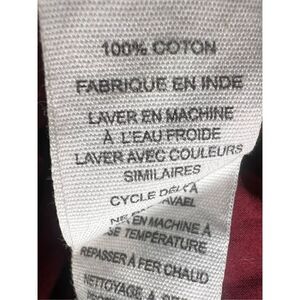 100% COTON
FABRIQUE EN INDE
LAVER EN MACHINE
À L'EAU FROIDE
LAVER AVEC COULEURS
SIMILAIRES
CYCLE
EN MACHINE À
TEMPÉRATURE
REPASSER À FER CHAUD
NETTOYAGE À